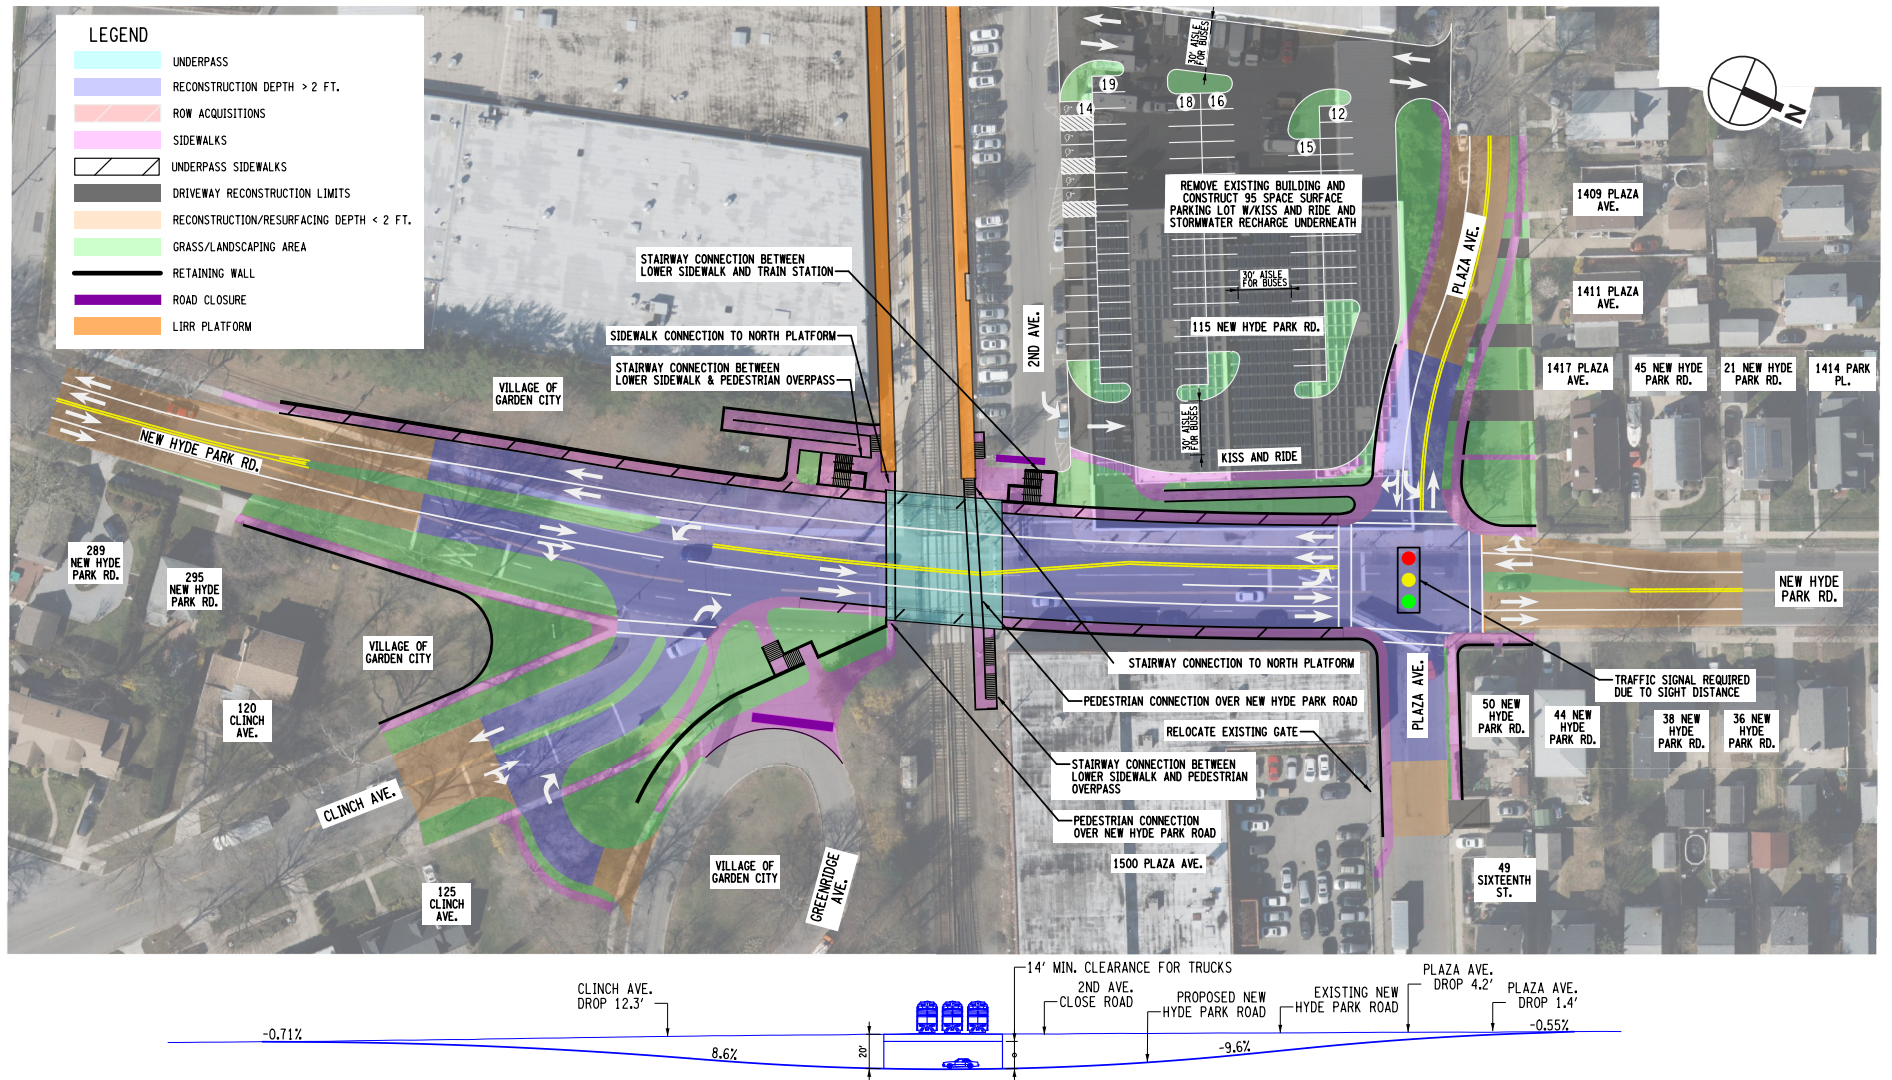 LEGEND
UNDERPASS
RECONSTRUCTION DEPTH > 2 FT.
ROW ACQUISITIONS
SIDEWALKS
UNDERPASS SIDEWALKS
DRIVEWAY RECONSTRUCTION LIMITS
RECONSTRUCTION/RESURFACING DEPTH < 2 FT.
GRASS/LANDSCAPING AREA
RETAINING WALL
ROAD CLOSURE
LIRR PLATFORM
30' AISLE
FOR BUSES
19
14
18
16
12
15
N
REMOVE EXISTING BUILDING AND
CONSTRUCT 95 SPACE SURFACE
PARKING LOT W/KISS AND RIDE AND
STORMWATER RECHARGE UNDERNEATH
1409 PLAZA
AVE.
PLAZA AVE.
STAIRWAY CONNECTION BETWEEN
LOWER SIDEWALK AND TRAIN STATION
30' AISLE
FOR BUSES
1411 PLAZA
AVE.
SIDEWALK CONNECTION TO NORTH PLATFORM
2ND AVE.
115 NEW HYDE PARK RD.
STAIRWAY CONNECTION BETWEEN
LOWER SIDEWALK & PEDESTRIAN OVERPASS
VILLAGE OF
GARDEN CITY
1417 PLAZA
AVE.
45 NEW HYDE
PARK RD.
21 NEW HYDE
PARK RD.
1414 PARK
PL.
NEW HYDE PARK RD.
30' AISLE
FOR BUSES
KISS AND RIDE
289
NEW HYDE
PARK RD.
295
NEW HYDE
PARK RD.
NEW HYDE
PARK RD.
VILLAGE OF
GARDEN CITY
STAIRWAY CONNECTION TO NORTH PLATFORM
PLAZA AVE.
TRAFFIC SIGNAL REQUIRED
DUE TO SIGHT DISTANCE
PEDESTRIAN CONNECTION OVER NEW HYDE PARK ROAD
120
CLINCH
AVE.
RELOCATE EXISTING GATE
50 NEW
HYDE
PARK RD.
44 NEW
HYDE
PARK RD.
38 NEW
HYDE
PARK RD.
36 NEW
HYDE
PARK RD.
STAIRWAY CONNECTION BETWEEN
LOWER SIDEWALK AND PEDESTRIAN
OVERPASS
CLINCH AVE.
PEDESTRIAN CONNECTION
OVER NEW HYDE PARK ROAD
1500 PLAZA AVE.
VILLAGE OF
GARDEN CITY
GREENRIDGE
AVE.
125
CLINCH
AVE.
49
SIXTEENTH
ST.
14' MIN. CLEARANCE FOR TRUCKS
CLINCH AVE.
DROP 12.3'
2ND AVE.
CLOSE ROAD
PROPOSED NEW
HYDE PARK ROAD
EXISTING NEW
HYDE PARK ROAD
PLAZA AVE.
DROP 4.2'
PLAZA AVE.
DROP 1.4'
-0.71%
8.6%
20'
-9.6%
-0.55%